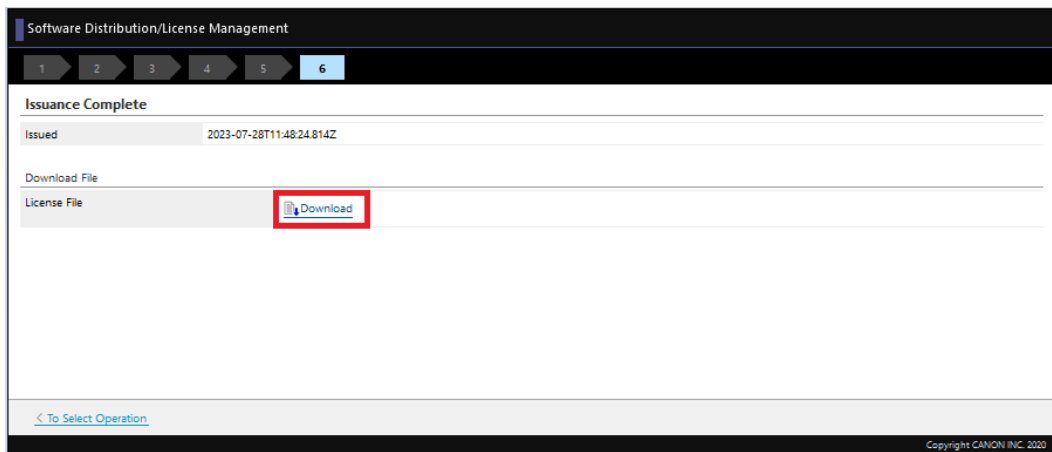 Software Distribution/License Management
1 2 3 4 5 6
Issuance Complete
Issued 2023-07-28T11:48:24.814Z
Download File
License File Download
< To Select Operation
Copyright CANON INC. 2020